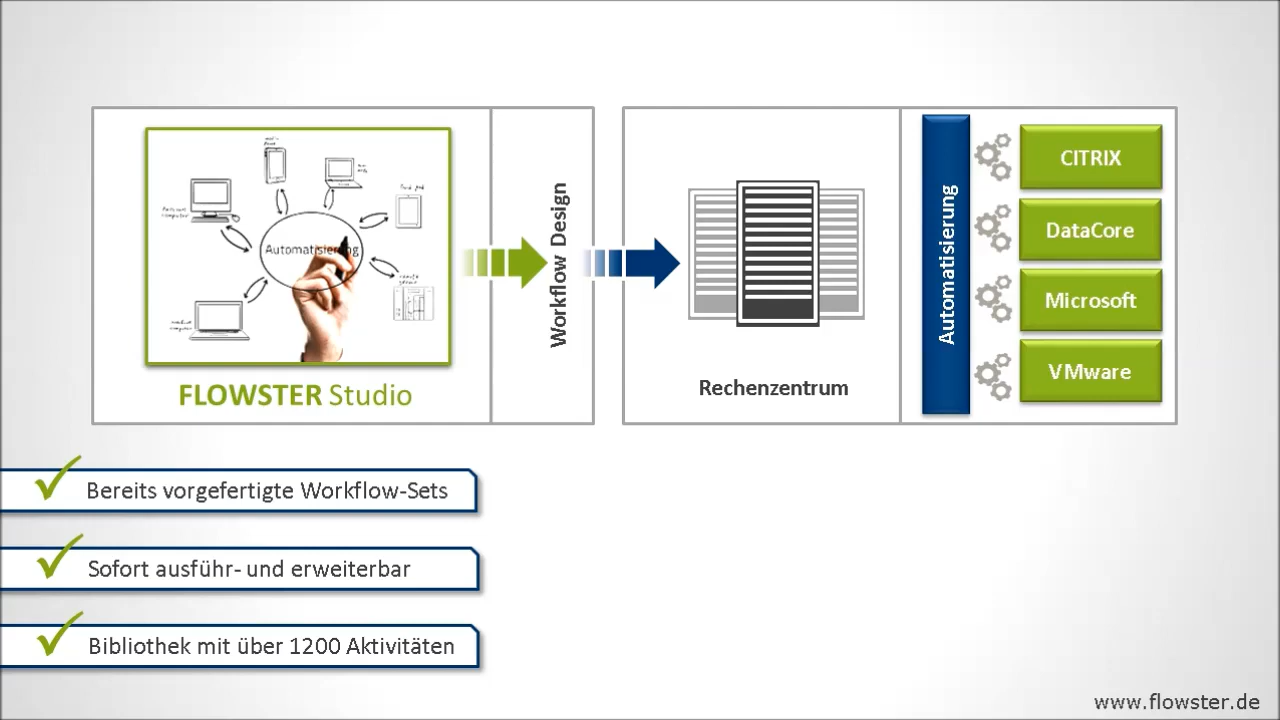 Automatisierung
FLOWSTER Studio
Workflow Design
Rechenzentrum
Automatisierung
CITRIX
DataCore
Microsoft
VMware
Bereits vorgefertigte Workflow-Sets
Sofort ausführ- und erweiterbar
Bibliothek mit über 1200 Aktivitäten
www.flowster.de